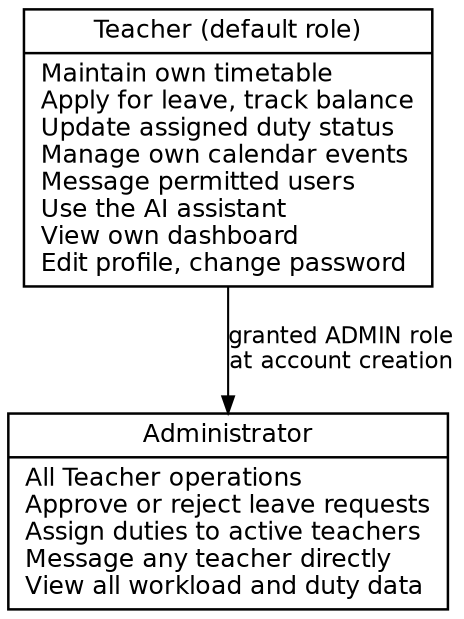 Teacher (default role)
Maintain own timetable
Apply for leave, track balance
Update assigned duty status
Manage own calendar events
Message permitted users
Use the AI assistant
View own dashboard
Edit profile, change password
granted ADMIN role
at account creation
Administrator
All Teacher operations
Approve or reject leave requests
Assign duties to active teachers
Message any teacher directly
View all workload and duty data